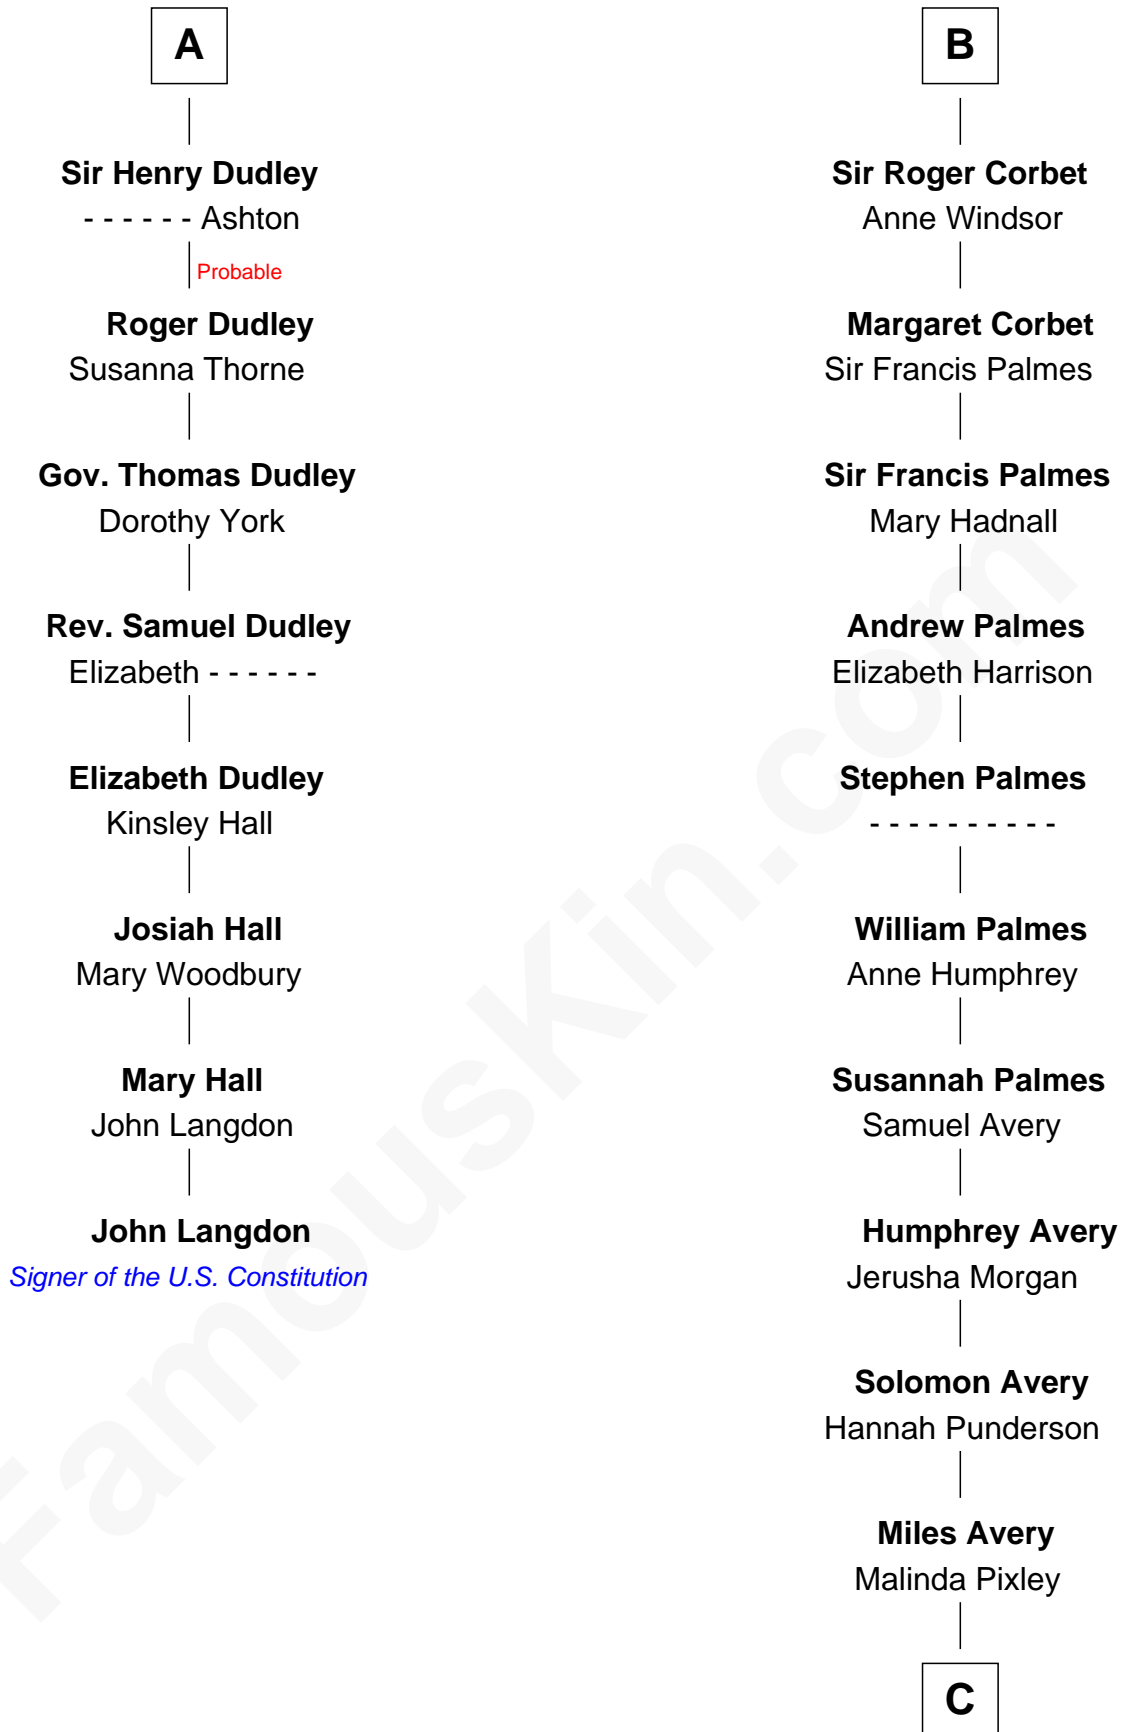 A
Sir Henry Dudley
- - - - - - Ashton
Probable
Roger Dudley
Susanna Thorne
Gov. Thomas Dudley
Dorothy York
Rev. Samuel Dudley
Elizabeth - - - - - -
Elizabeth Dudley
Kinsley Hall
Josiah Hall
Mary Woodbury
Mary Hall
John Langdon
John Langdon
Signer of the U.S. Constitution
B
Sir Roger Corbet
Anne Windsor
Margaret Corbet
Sir Francis Palmes
Sir Francis Palmes
Mary Hadnall
Andrew Palmes
Elizabeth Harrison
Stephen Palmes
- - - - - - - - - -
William Palmes
Anne Humphrey
Susannah Palmes
Samuel Avery
Humphrey Avery
Jerusha Morgan
Solomon Avery
Hannah Punderson
Miles Avery
Malinda Pixley
C
FamousKin.com